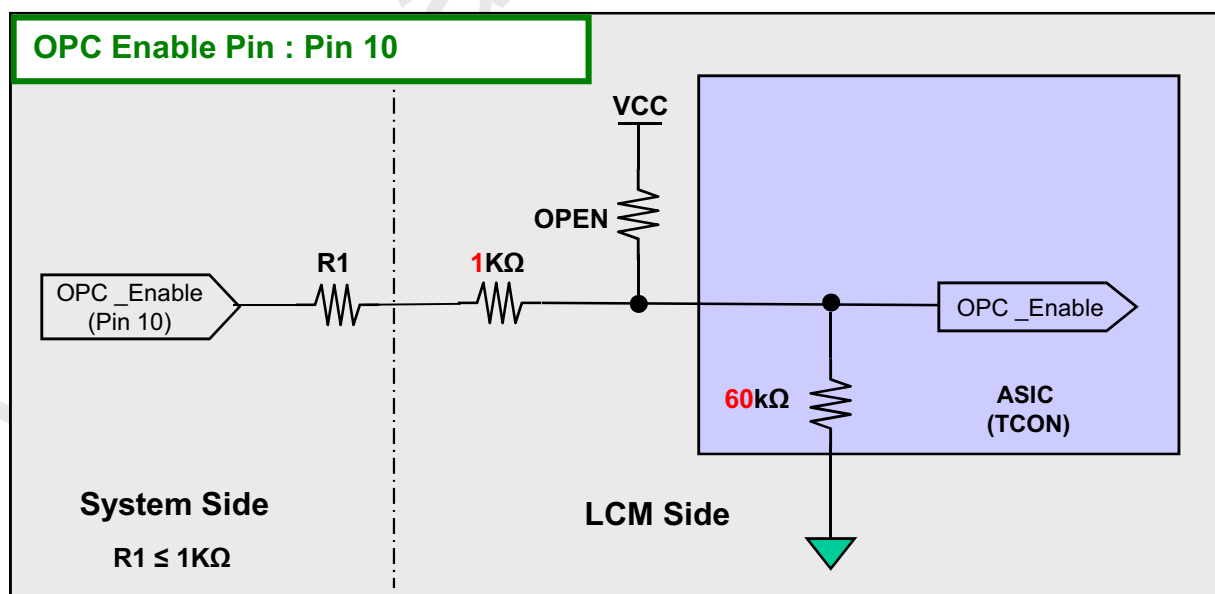 OPC Enable Pin : Pin 10
VCC
OPEN
R1
1KΩ
OPC _Enable
(Pin 10)
OPC _Enable
60kΩ
ASIC
(TCON)
System Side
LCM Side
R1 ≤ 1KΩ